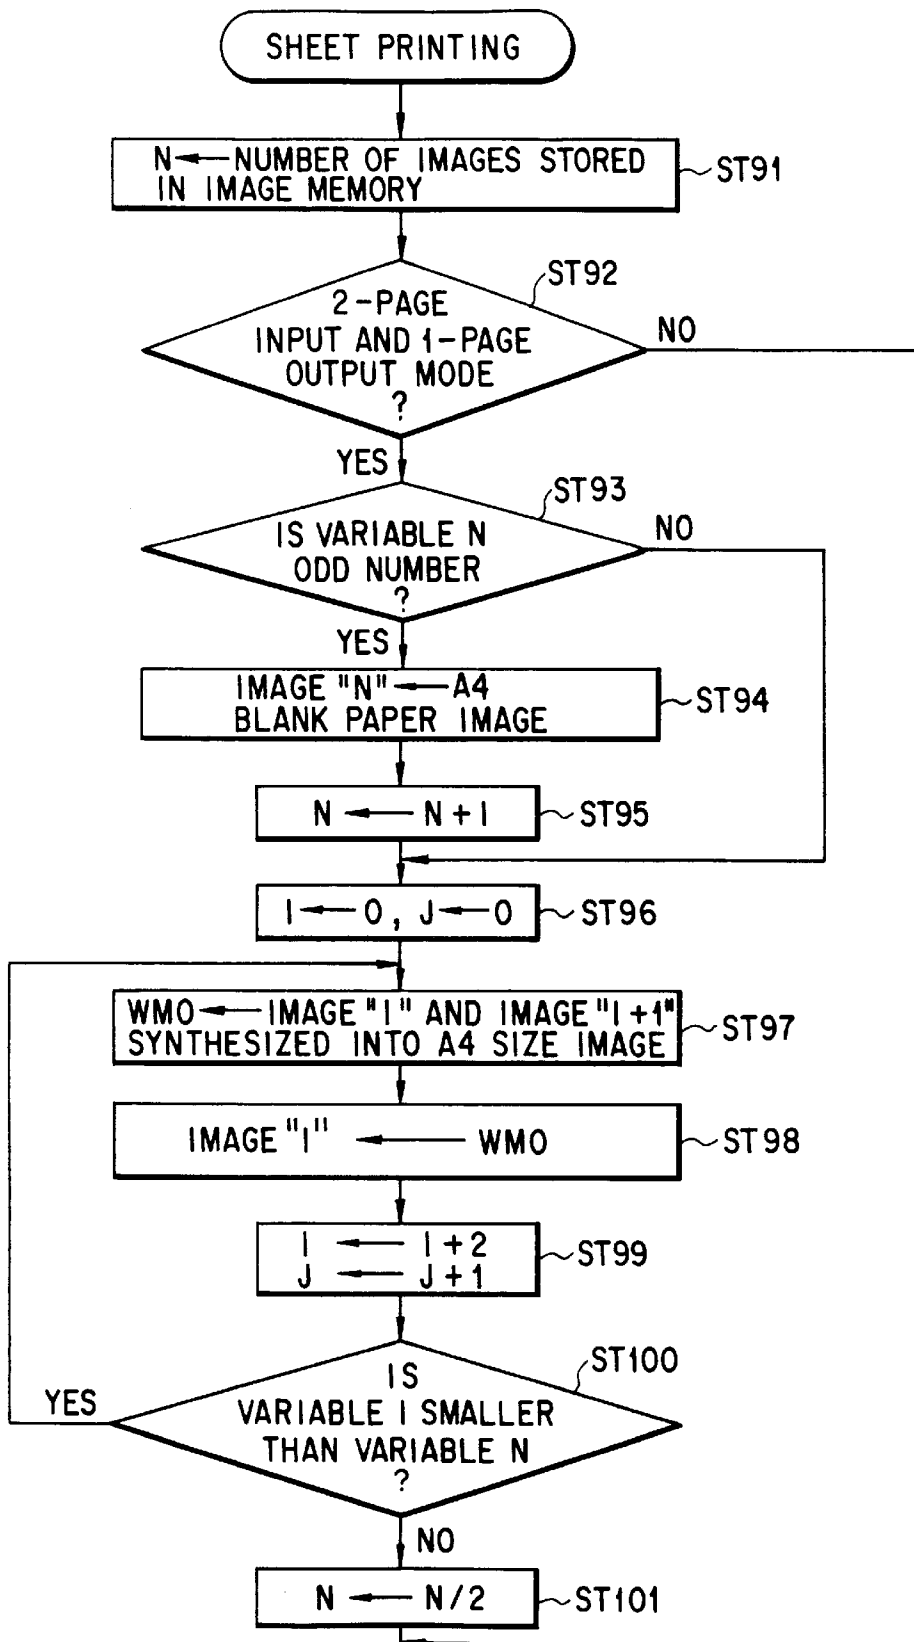 SHEET PRINTING
N ← NUMBER OF IMAGES STORED
IN IMAGE MEMORY
ST91
ST92
2-PAGE
INPUT AND 1-PAGE
OUTPUT MODE
?
NO
YES
ST93
IS VARIABLE N
ODD NUMBER
?
NO
YES
IMAGE "N" ← A4
BLANK PAPER IMAGE
ST94
N ← N+1
ST95
I ← 0, J ← 0
ST96
WMO ← IMAGE "I" AND IMAGE "I+1"
SYNTHESIZED INTO A4 SIZE IMAGE
ST97
IMAGE "I" ← WMO
ST98
I ← I+2
J ← J+1
ST99
ST100
IS
VARIABLE I SMALLER
THAN VARIABLE N
?
YES
NO
N ← N/2
ST101